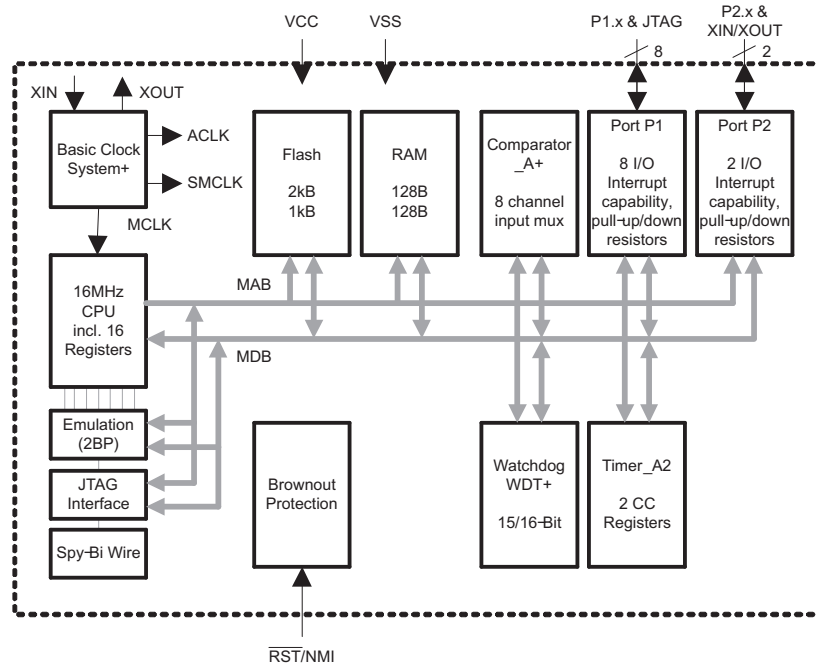 VCC
VSS
P1.x & JTAG
8
P2.x &
XIN/XOUT
2
XIN
XOUT
Basic Clock
System+
ACLK
SMCLK
MCLK
Flash
2kB
1kB
RAM
128B
128B
Comparator
_A+
8 channel
input mux
Port P1
8 I/O
Interrupt
capability,
pull-up/down
resistors
Port P2
2 I/O
Interrupt
capability,
pull-up/down
resistors
16MHz
CPU
incl. 16
Registers
MAB
MDB
Emulation
(2BP)
JTAG
Interface
Spy-Bi Wire
Brownout
Protection
Watchdog
WDT+
15/16-Bit
Timer_A2
2 CC
Registers
RST/NMI